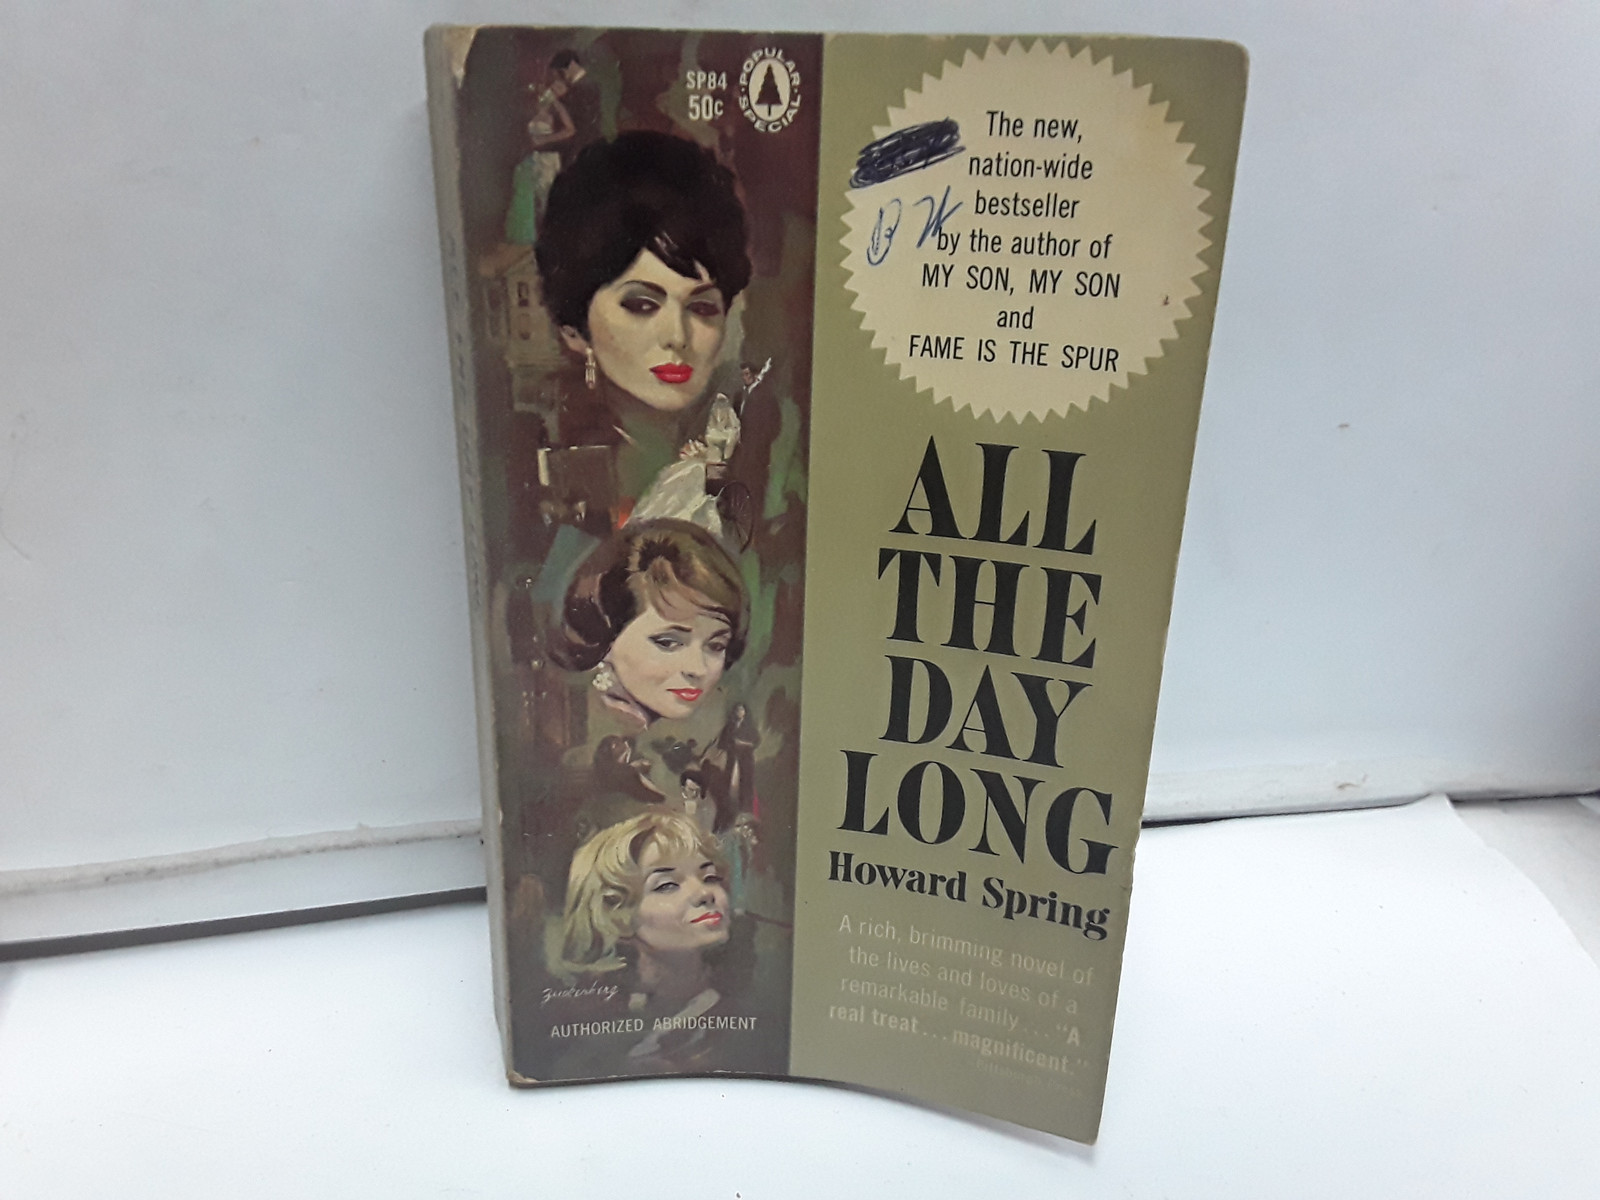 SP84
50c
POPULAR
SPECIAL
The new,
nation-wide
bestseller
by the author of
MY SON, MY SON
and
FAME IS THE SPUR
ALL
THE
DAY
LONG
Howard Spring
A rich, brimming novel of
the lives and loves of a
remarkable family... "A
real treat... magnificent."
Pittsburgh Press
AUTHORIZED ABRIDGEMENT